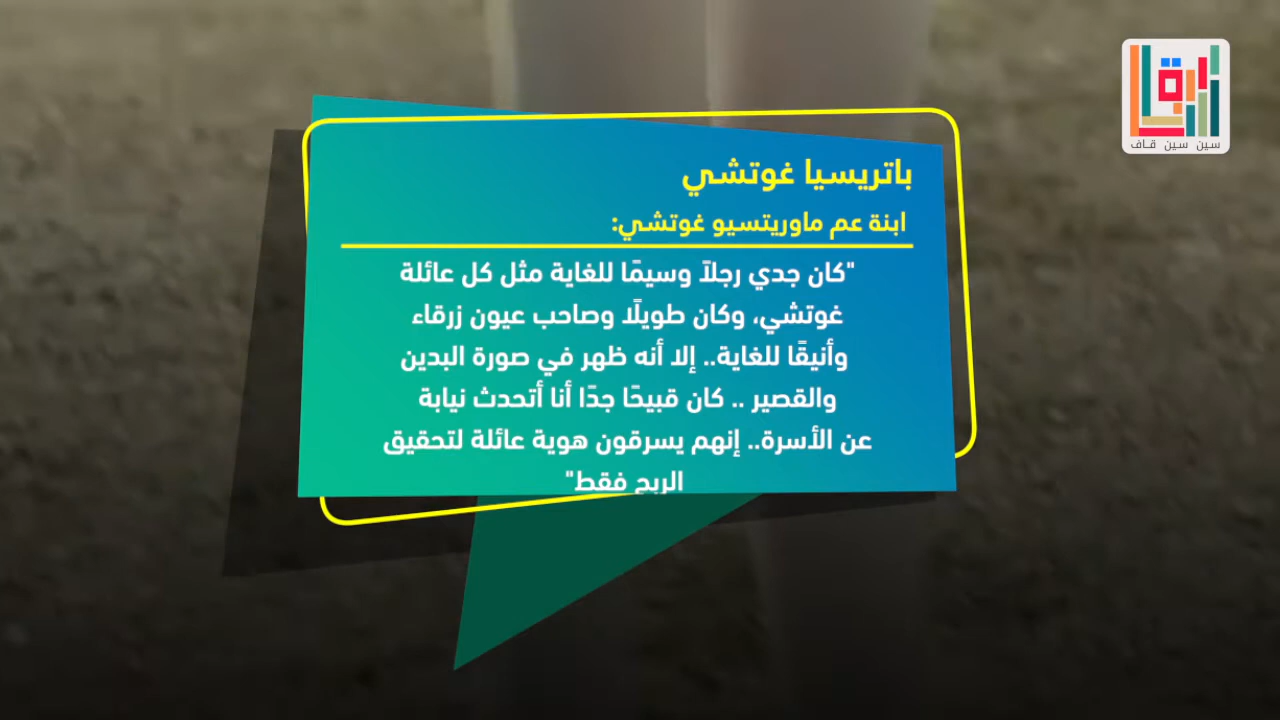 سين سين قاف
باتريسيا غوتشي
ابنة عم ماوريتسيو غوتشي:
"كان جدي رجلاً وسيمًا للغاية مثل كل عائلة
غوتشي، وكان طويلًا وصاحب عيون زرقاء
وأنيقًا للغاية.. إلا أنه ظهر في صورة البدين
والقصير .. كان قبيحًا جدًا أنا أتحدث نيابة
عن الأسرة.. إنهم يسرقون هوية عائلة لتحقيق
الربح فقط"